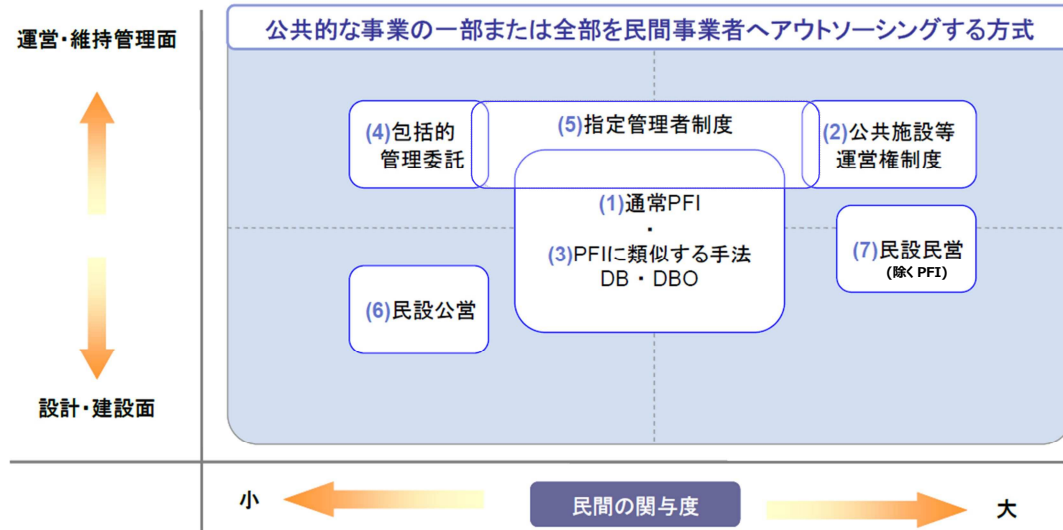 公共的な事業の一部または全部を民間事業者へアウトソーシングする方式
運営・維持管理面
(4)包括的
管理委託
(5)指定管理者制度
(2)公共施設等
運営権制度
(1)通常PFI
・
(3)PFIに類似する手法
DB・DBO
(7)民設民営
(除くPFI)
(6)民設公営
設計・建設面
小
民間の関与度
大